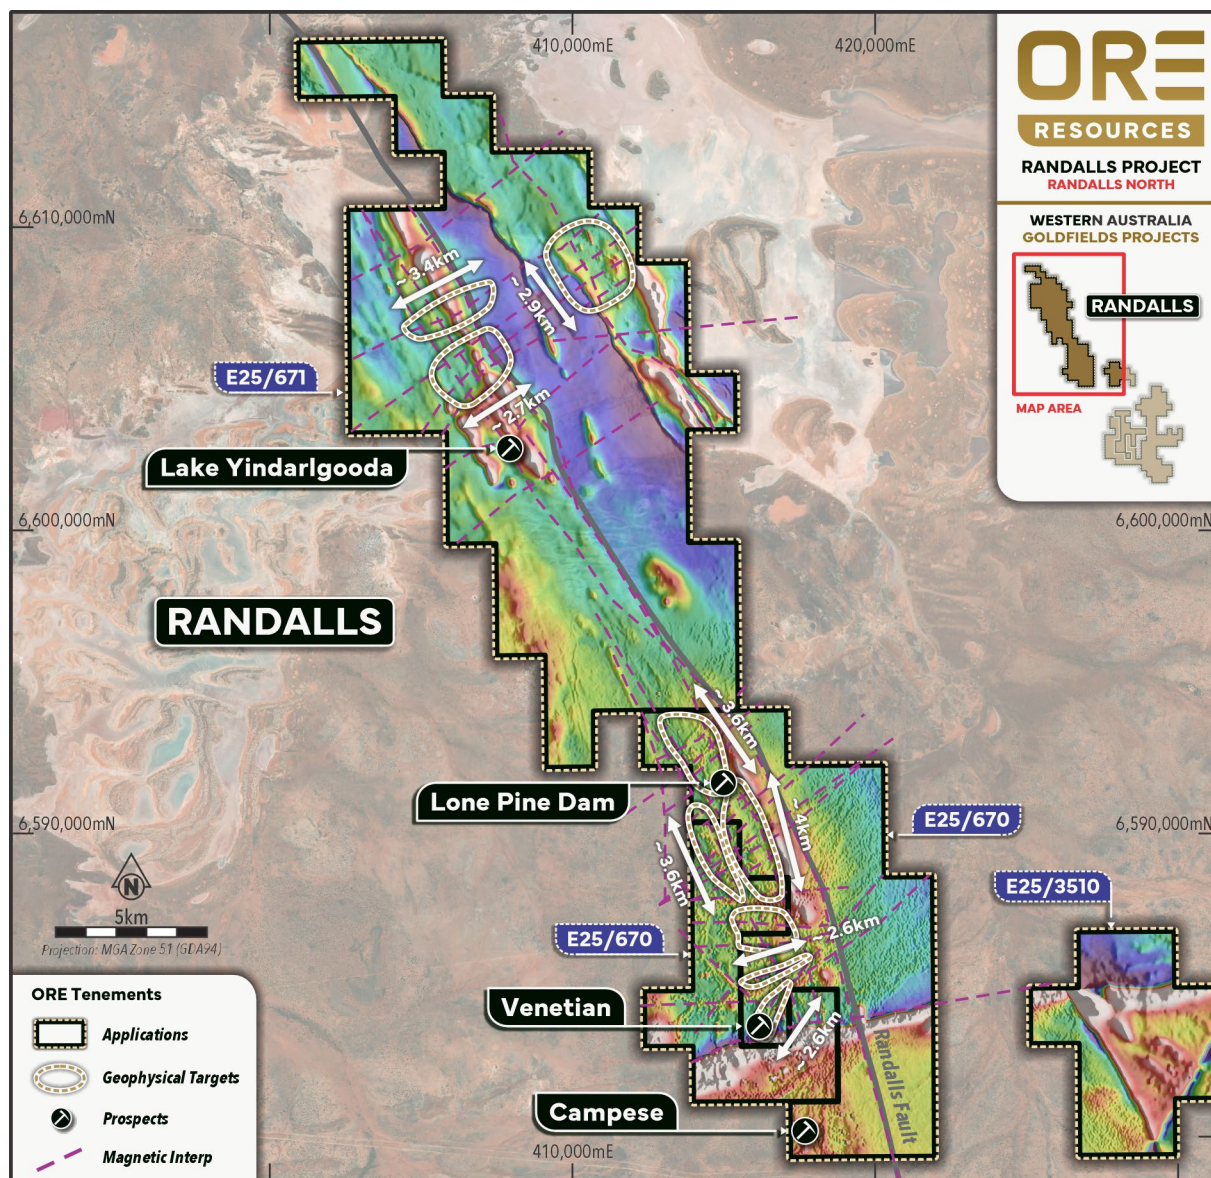 410,000mE
420,000mE
ORE
RESOURCES
RANDALLS PROJECT
RANDALLS NORTH
WESTERN AUSTRALIA
GOLDFIELDS PROJECTS
RANDALLS
MAP AREA
6,610,000mN
~ 3.4km
~ 2.9km
E25/671
~ 2.7km
Lake Yindarlgooda
6,600,000mN
6,600,000mN
RANDALLS
~ 3.6km
Lone Pine Dam
~4km
E25/670
6,590,000mN
6,590,000mN
~ 3.6km
N
5km
Projection: MGA Zone 51 (GDA94)
E25/3510
E25/670
~ 2.6km
Venetian
~ 2.6km
Randalls Fault
Campese
410,000mE
ORE Tenements
Applications
Geophysical Targets
Prospects
Magnetic Interp